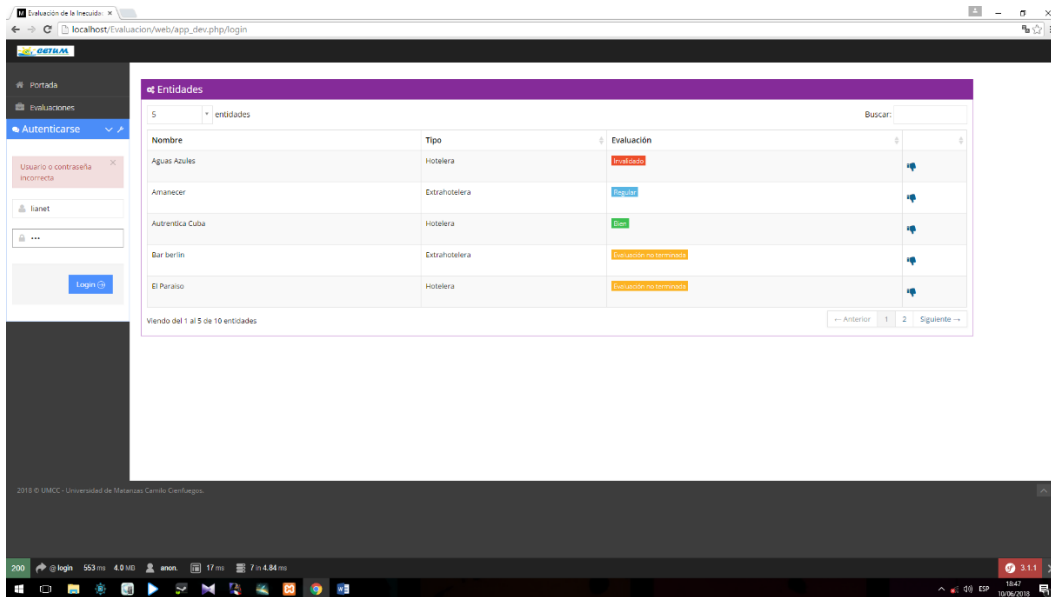 Evaluación de la Inecuida
localhost/Evaluacion/web/app_dev.php/login
GETUM
Portada
Evaluaciones
Autenticarse
Usuario o contraseña incorrecta
lianet
•••
Login
Entidades
5 entidades
Buscar:
Nombre Tipo Evaluación
Aguas Azules Hotelera Invalidado
Amanecer Extrahotelera Regular
Autrentica Cuba Hotelera Bien
Bar berlin Extrahotelera Evaluación no terminada
El Paraiso Hotelera Evaluación no terminada
Viendo del 1 al 5 de 10 entidades
← Anterior 1 2 Siguiente →
2018 © UMCC - Universidad de Matanzas Camilo Cienfuegos.
200 @ login 553 ms 4.0 MB anon. 17 ms 7 in 4.84 ms 3.1.1
ESP
18:47
10/06/2018